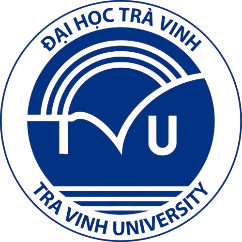 ĐẠI HỌC TRÀ VINH
TVU
TRA VINH UNIVERSITY